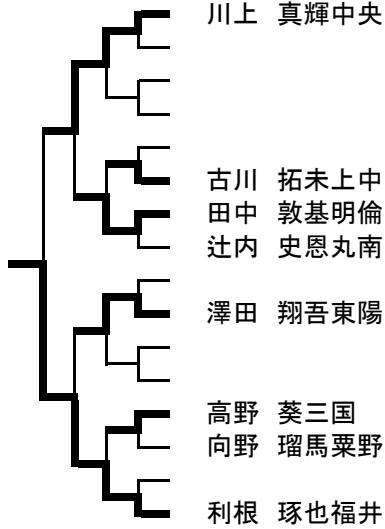 川上　真輝中央
古川　拓未上中
田中　敦基明倫
辻内　史恩丸南
澤田　翔吾東陽
高野　葵三国
向野　瑠馬粟野
利根　琢也福井